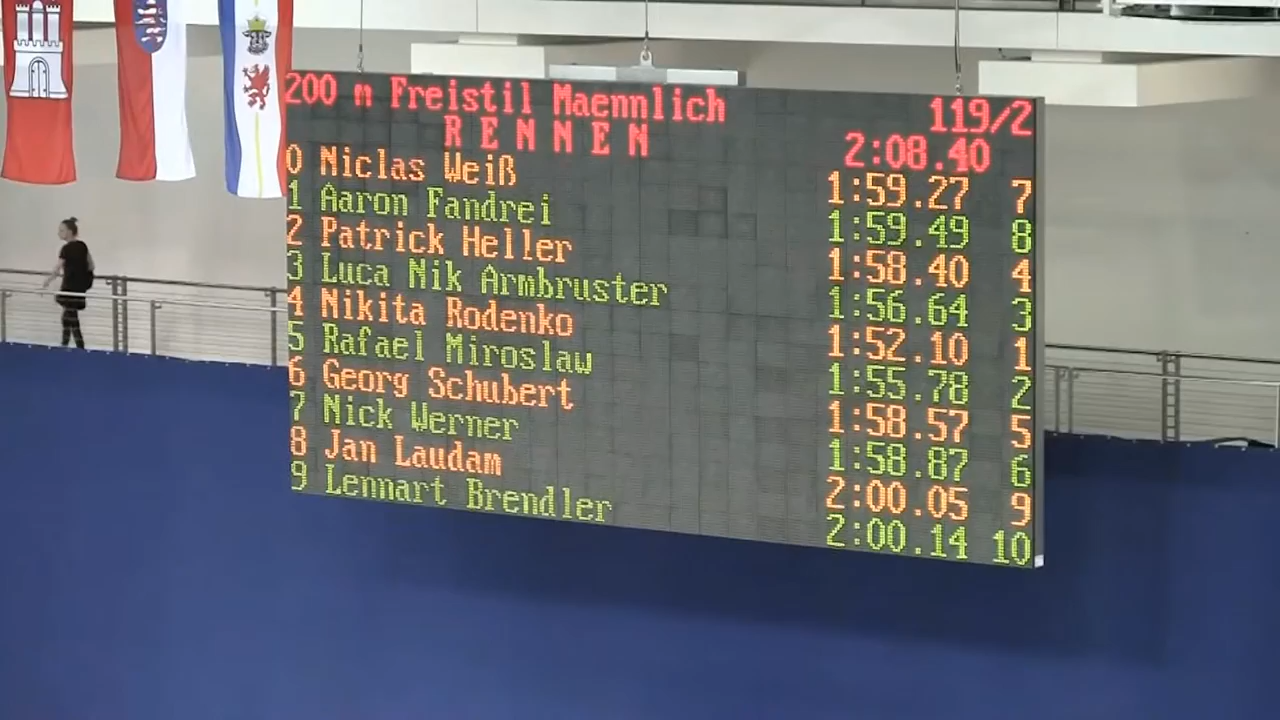 200 m Freistil Maennlich 119/2
R E N N E N 2:08.40
0 Niclas Weiß 1:59.27 7
1 Aaron Fandrei 1:59.49 8
2 Patrick Heller 1:58.40 4
3 Luca Nik Armbruster 1:56.64 3
4 Nikita Rodenko 1:52.10 1
5 Rafael Miroslaw 1:55.78 2
6 Georg Schubert 1:58.57 5
7 Nick Werner 1:58.87 6
8 Jan Laudam 2:00.05 9
9 Lennart Brendler 2:00.14 10